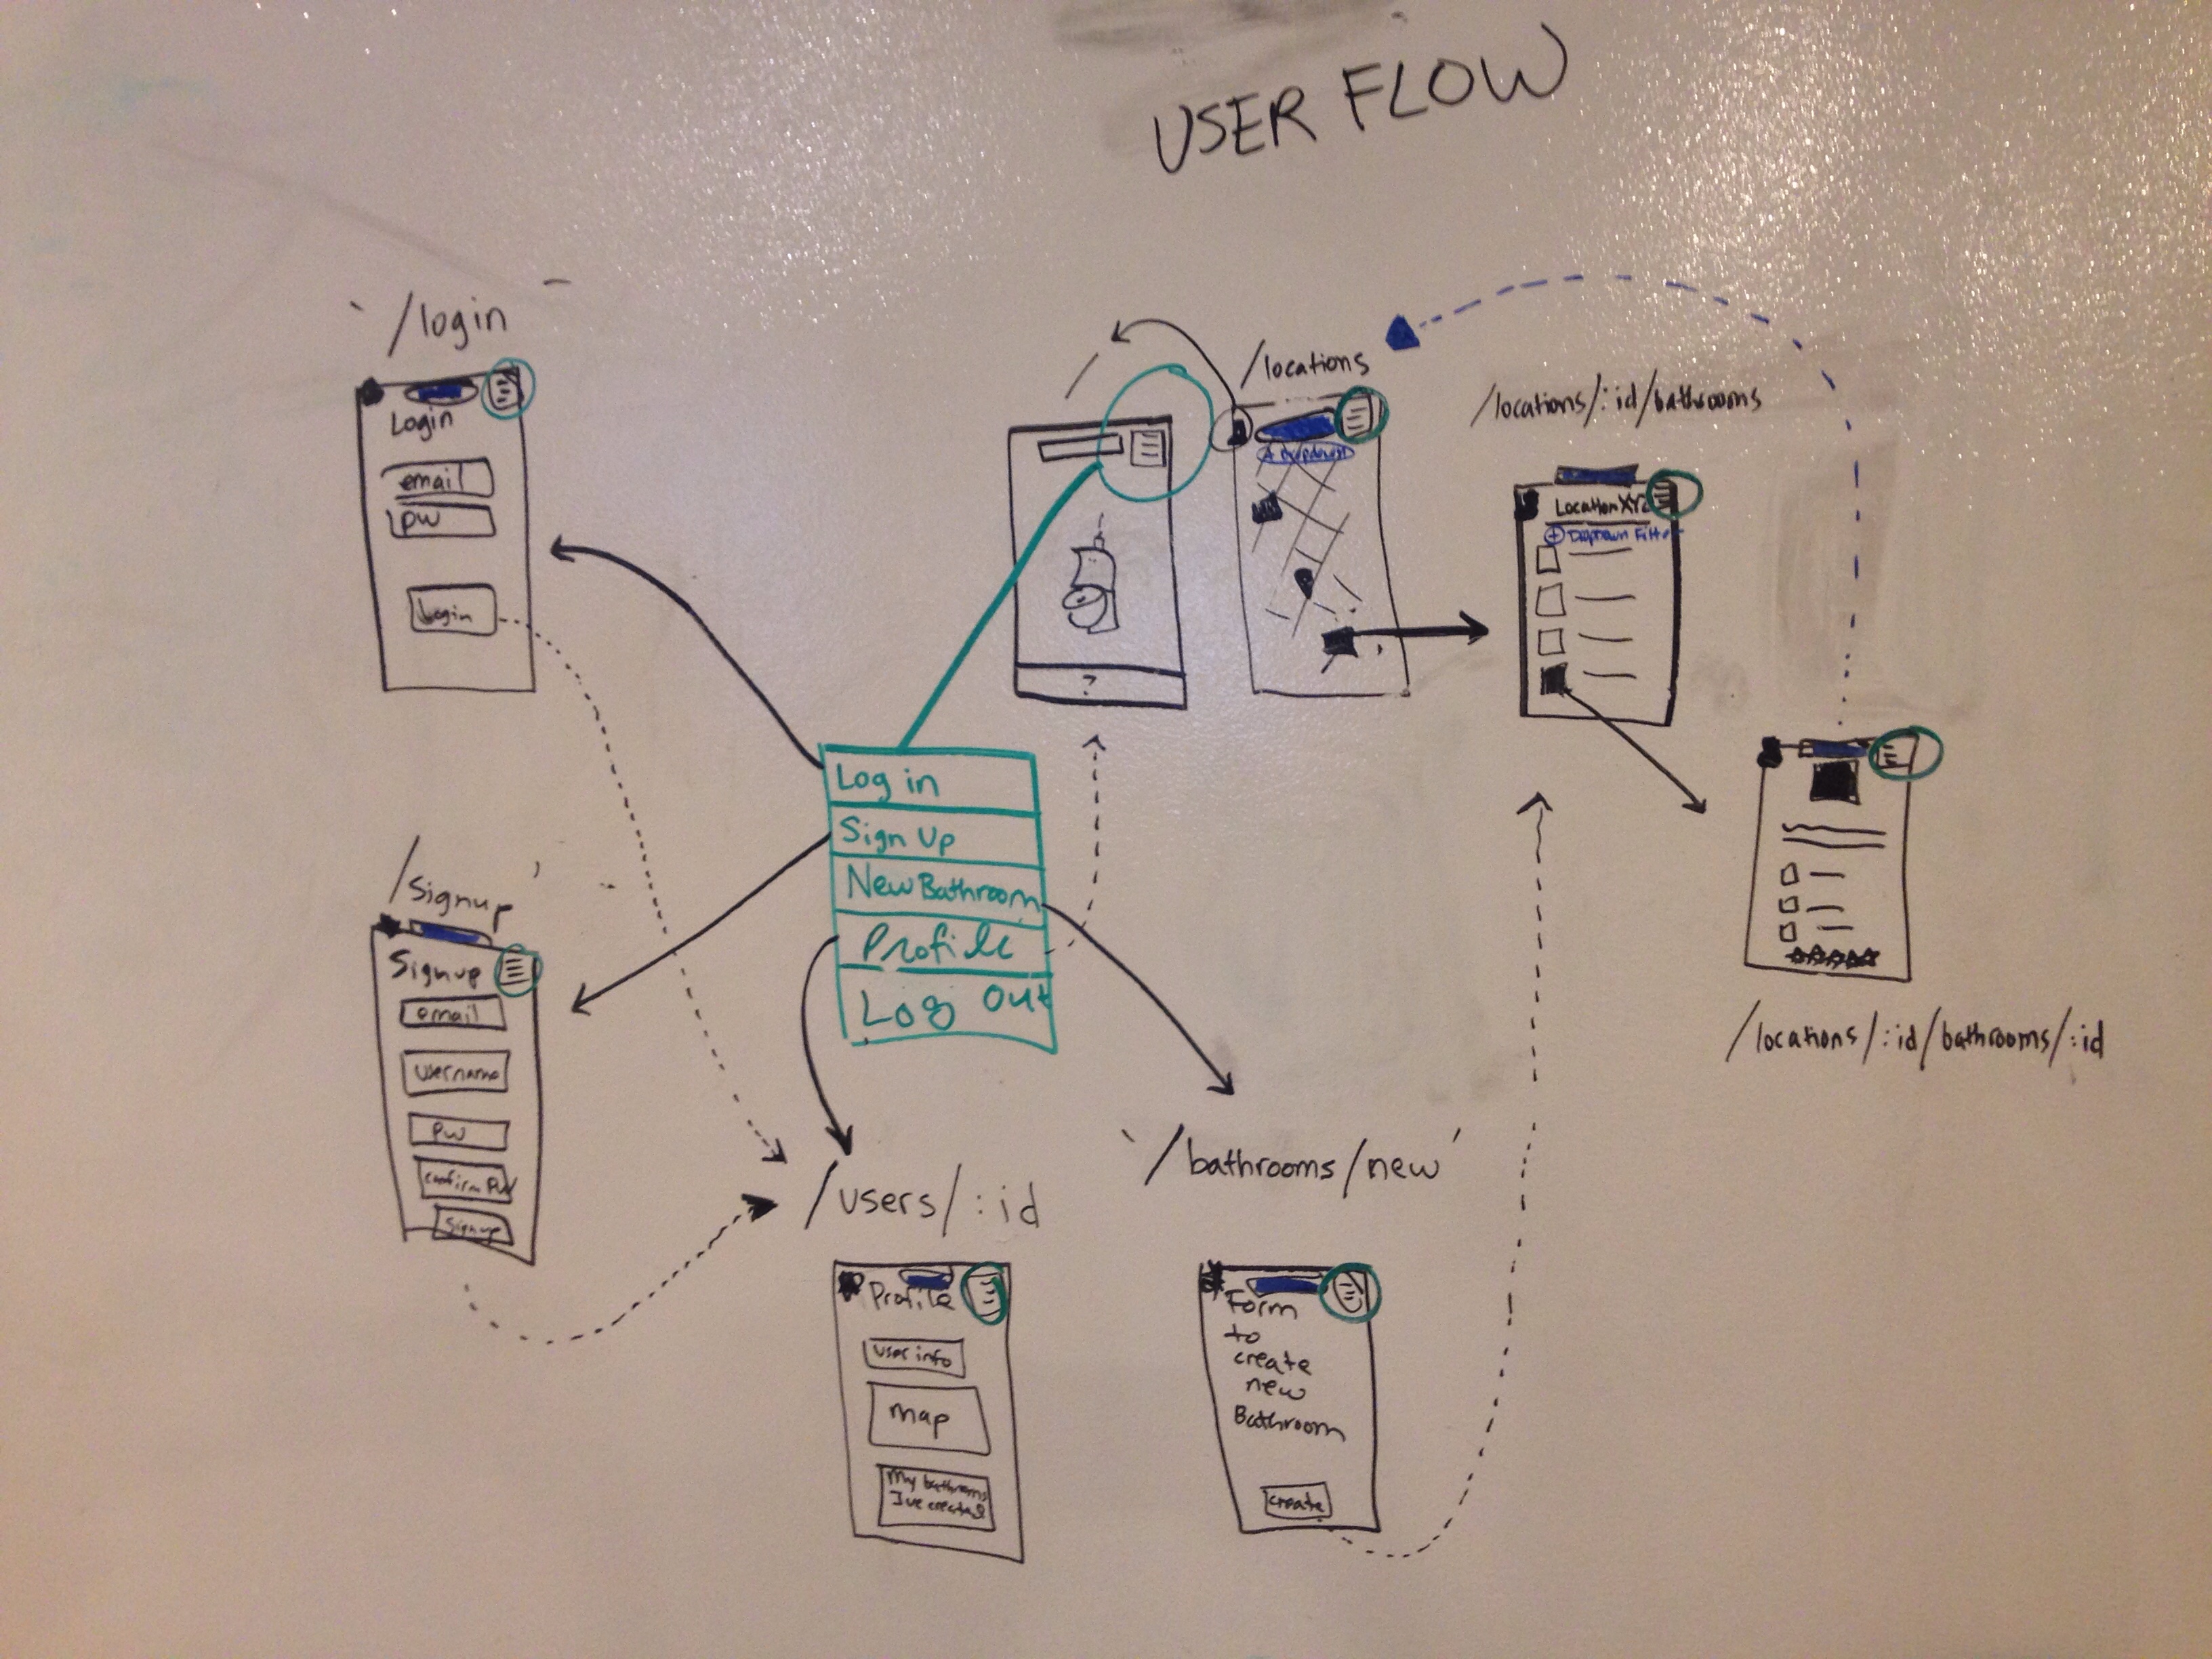 USER FLOW
`/login
Login
email
PW
Login
/
?
/locations
/locations/:id/bathrooms
Location XYZ
+ Dropdown Filter
/locations/:id/bathrooms/:id
Log in
Sign Up
New Bathroom
Profile
Log Out
/signup'
Signup
email
username
PW
confirm PW
Signup
/users/:id
Profile
user info
map
My bathrooms
I've created
`/bathrooms/new'
Form
to
create
new
Bathroom
create